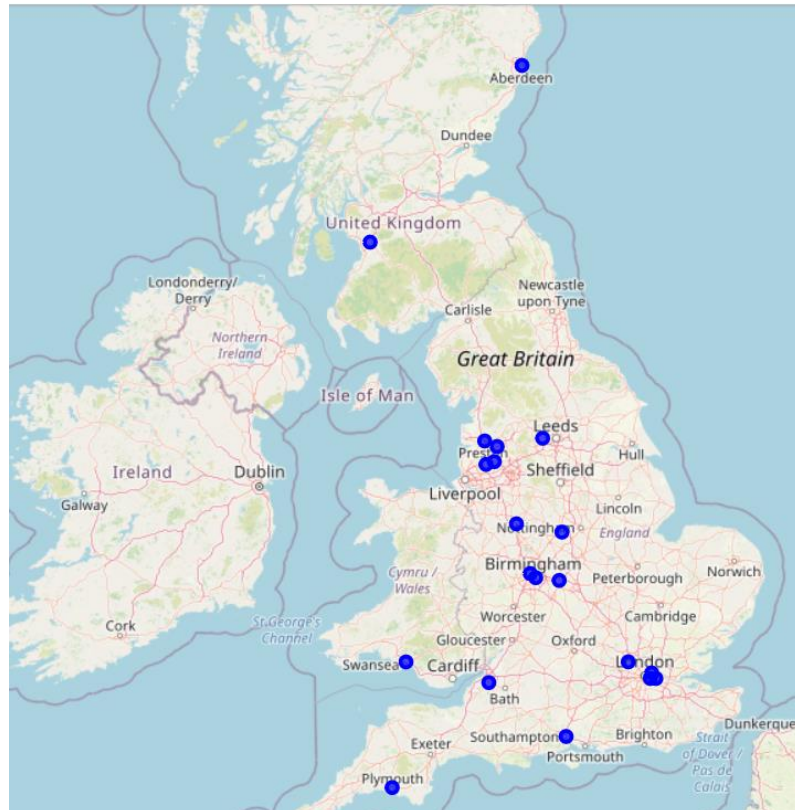 Aberdeen
Dundee
United Kingdom
Londonderry/
Derry
Newcastle
upon Tyne
Carlisle
Northern
Ireland
Great Britain
Isle of Man
Leeds
Preston
Hull
Ireland
Dublin
Sheffield
Liverpool
Galway
Lincoln
Nottingham
England
Birmingham
Cymru /
Wales
Peterborough
Norwich
Worcester
Cambridge
Cork
St George's
Channel
Gloucester
Oxford
Swansea
Cardiff
London
Bath
Dunkerque
Southampton
Brighton
Strait
of Dover /
Pas de
Calais
Exeter
Portsmouth
Plymouth